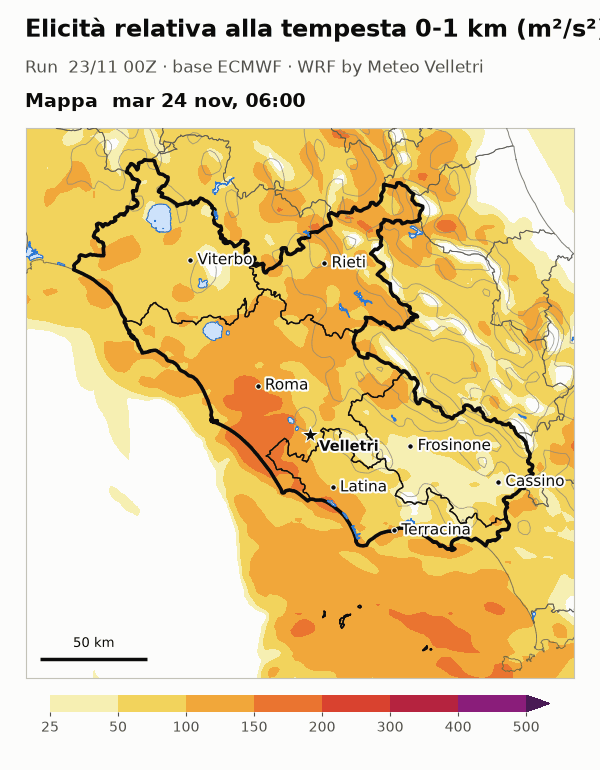 Elicità relativa alla tempesta 0-1 km (m²/s²)
Run  23/11 00Z · base ECMWF · WRF by Meteo Velletri
Mappa  mar 24 nov, 06:00
Viterbo
Rieti
Roma
Velletri
Frosinone
Cassino
Latina
Terracina
50 km
25 50 100 150 200 300 400 500